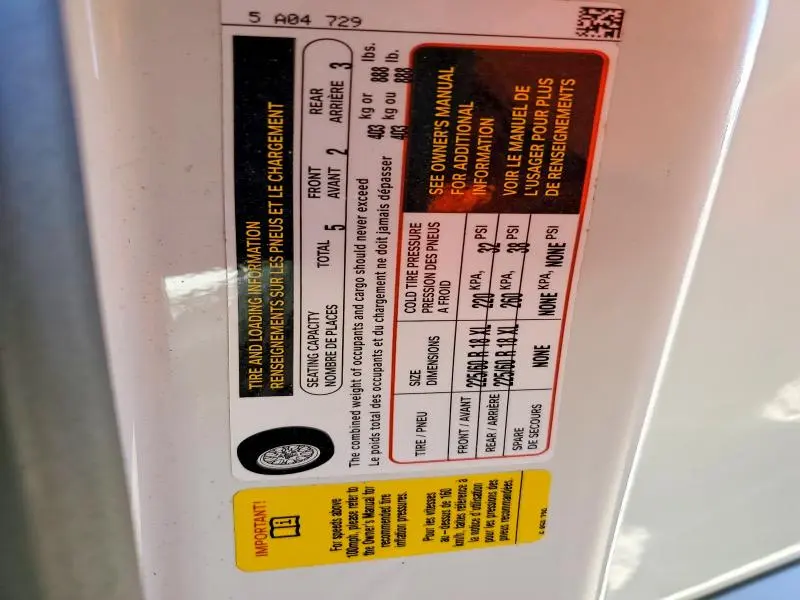 5 A04 729
TIRE AND LOADING INFORMATION
RENSEIGNEMENTS SUR LES PNEUS ET LE CHARGEMENT
SEATING CAPACITY
NOMBRE DE PLACES
TOTAL 5
FRONT
AVANT 2
REAR
ARRIÈRE 3
The combined weight of occupants and cargo should never exceed 403 kg or 888 lbs.
Le poids total des occupants et du chargement ne doit jamais dépasser 403 kg ou 888 lb.
TIRE / PNEU
SIZE
DIMENSIONS
COLD TIRE PRESSURE
PRESSION DES PNEUS
A FROID
FRONT / AVANT 225/60 R 18 XL 220 KPA, 32 PSI
REAR / ARRIÈRE 225/60 R 18 XL 260 KPA, 38 PSI
SPARE
DE SECOURS
NONE NONE KPA, NONE PSI
SEE OWNER'S MANUAL
FOR ADDITIONAL
INFORMATION
VOIR LE MANUEL DE
L'USAGER POUR PLUS
DE RENSEIGNEMENTS
IMPORTANT!
For speeds above
100mph, please refer to
the Owner's Manual for
recommended tire
inflation pressures.
Pour les vitesses
au-dessus de 160
km/h, faites référence à
la notice d'utilisation
pour les pressions des
pneus recommandées.